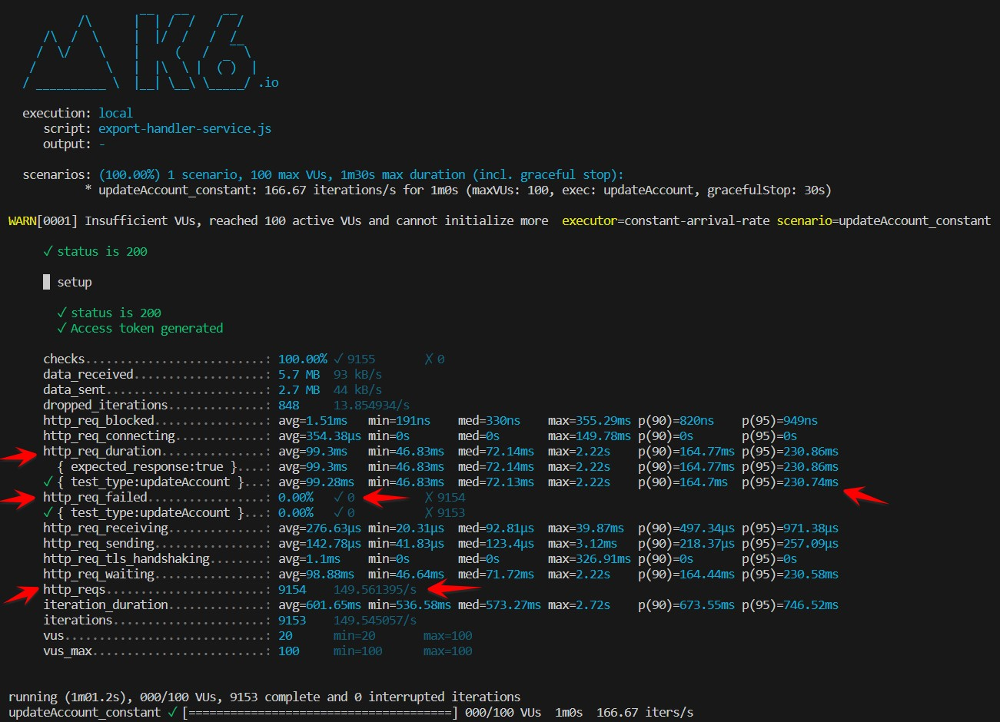 K6 .io
execution: local
script: export-handler-service.js
output: -
scenarios: (100.00%) 1 scenario, 100 max VUs, 1m30s max duration (incl. graceful stop):
* updateAccount_constant: 166.67 iterations/s for 1m0s (maxVUs: 100, exec: updateAccount, gracefulStop: 30s)
WARN[0001] Insufficient VUs, reached 100 active VUs and cannot initialize more  executor=constant-arrival-rate scenario=updateAccount_constant
✓ status is 200
█ setup
✓ status is 200
✓ Access token generated
checks.........................: 100.00% ✓ 9155 ✗ 0
data_received..................: 5.7 MB 93 kB/s
data_sent......................: 2.7 MB 44 kB/s
dropped_iterations.............: 848 13.854934/s
http_req_blocked...............: avg=1.51ms min=191ns med=330ns max=355.29ms p(90)=820ns p(95)=949ns
http_req_connecting............: avg=354.38µs min=0s med=0s max=149.78ms p(90)=0s p(95)=0s
http_req_duration..............: avg=99.3ms min=46.83ms med=72.14ms max=2.22s p(90)=164.77ms p(95)=230.86ms
{ expected_response:true }...: avg=99.3ms min=46.83ms med=72.14ms max=2.22s p(90)=164.77ms p(95)=230.86ms
✓ { test_type:updateAccount }...: avg=99.28ms min=46.83ms med=72.13ms max=2.22s p(90)=164.7ms p(95)=230.74ms
http_req_failed................: 0.00% ✓ 0 ✗ 9154
✓ { test_type:updateAccount }...: 0.00% ✓ 0 ✗ 9153
http_req_receiving.............: avg=276.63µs min=20.31µs med=92.81µs max=39.87ms p(90)=497.34µs p(95)=971.38µs
http_req_sending...............: avg=142.78µs min=41.83µs med=123.4µs max=3.12ms p(90)=218.37µs p(95)=257.09µs
http_req_tls_handshaking.......: avg=1.1ms min=0s med=0s max=326.91ms p(90)=0s p(95)=0s
http_req_waiting...............: avg=98.88ms min=46.64ms med=71.72ms max=2.22s p(90)=164.44ms p(95)=230.58ms
http_reqs......................: 9154 149.561395/s
iteration_duration.............: avg=601.65ms min=536.58ms med=573.27ms max=2.72s p(90)=673.55ms p(95)=746.52ms
iterations.....................: 9153 149.545057/s
vus............................: 20 min=20 max=100
vus_max........................: 100 min=100 max=100
running (1m01.2s), 000/100 VUs, 9153 complete and 0 interrupted iterations
updateAccount_constant ✓ [======================================] 000/100 VUs  1m0s  166.67 iters/s